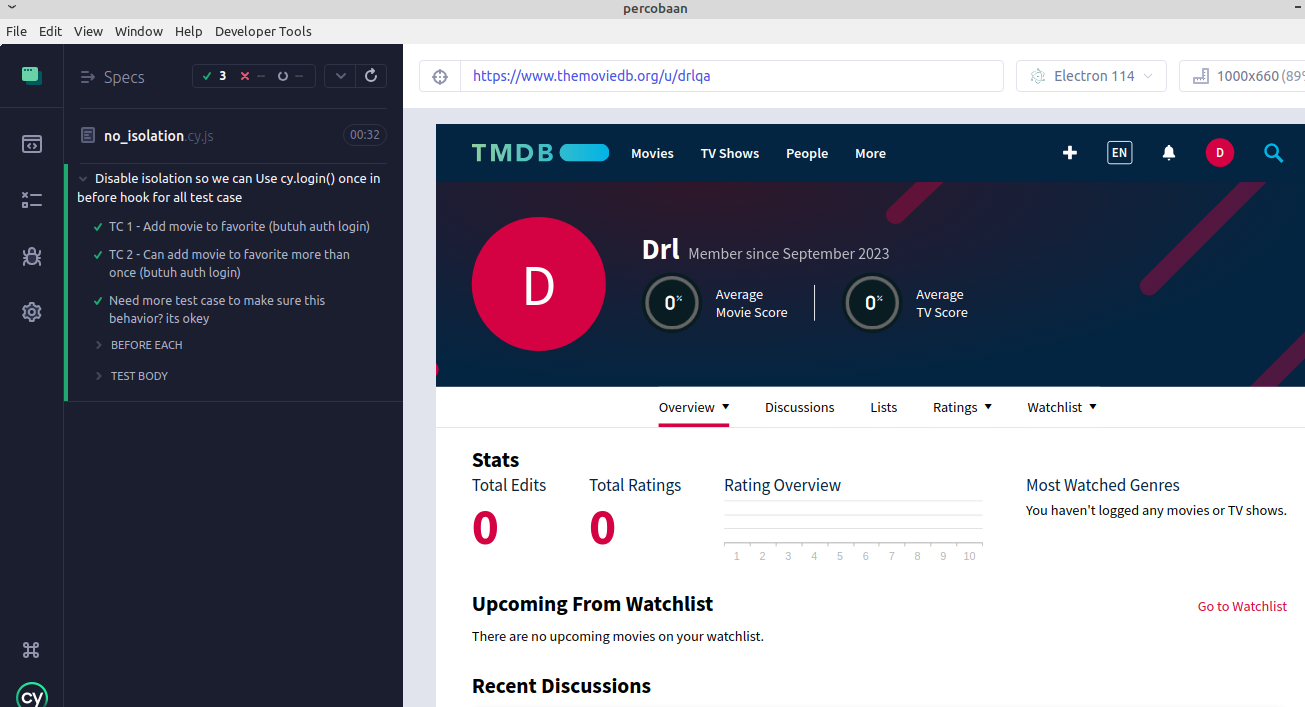 percobaan
File Edit View Window Help Developer Tools
Specs
3 -- --
https://www.themoviedb.org/u/drlqa
Electron 114
1000x660 (89%
no_isolation.cy.js
00:32
Disable isolation so we can Use cy.login() once in
before hook for all test case
TC 1 - Add movie to favorite (butuh auth login)
TC 2 - Can add movie to favorite more than
once (butuh auth login)
Need more test case to make sure this
behavior? its okey
BEFORE EACH
TEST BODY
cy
TMDB
Movies TV Shows People More
EN
D
D
Drl Member since September 2023
0%
Average
Movie Score
0%
Average
TV Score
Overview Discussions Lists Ratings Watchlist
Stats
Total Edits Total Ratings Rating Overview Most Watched Genres
0 0
You haven't logged any movies or TV shows.
1 2 3 4 5 6 7 8 9 10
Upcoming From Watchlist
Go to Watchlist
There are no upcoming movies on your watchlist.
Recent Discussions